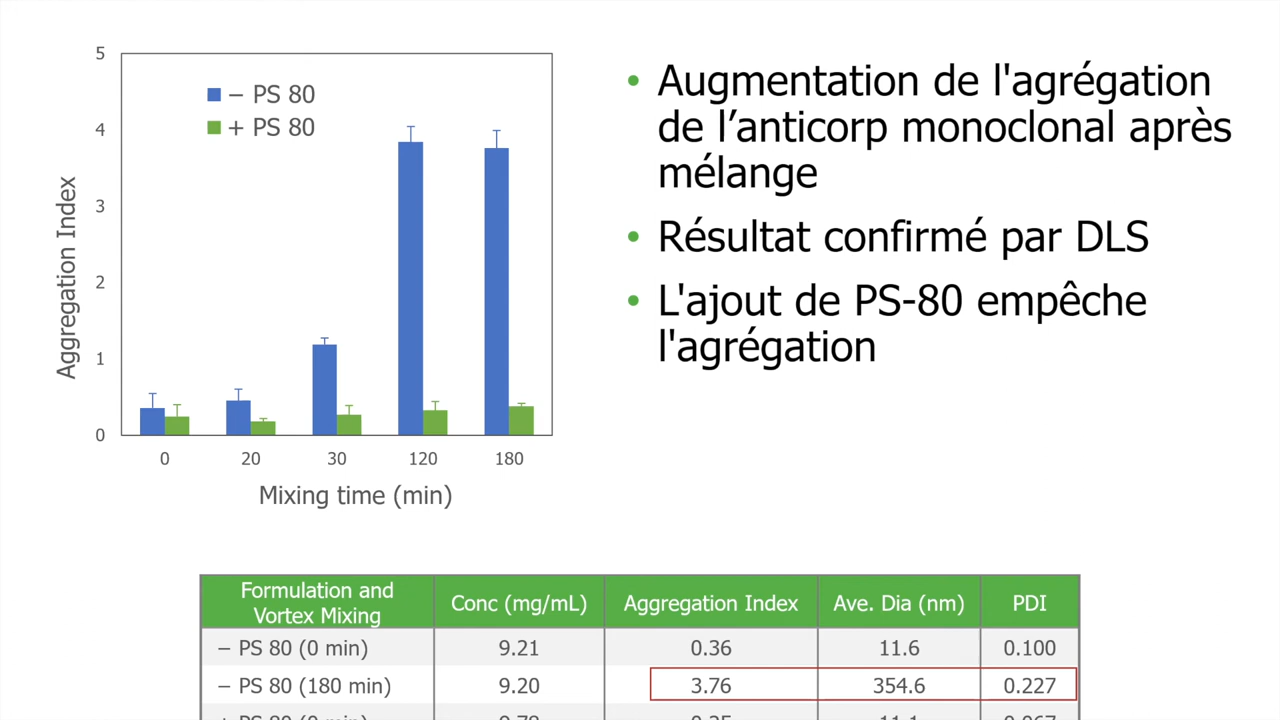 5
4
3
2
1
0
Aggregation Index
− PS 80
+ PS 80
0 20 30 120 180
Mixing time (min)
• Augmentation de l'agrégation
de l’anticorp monoclonal après
mélange
• Résultat confirmé par DLS
• L'ajout de PS-80 empêche
l'agrégation
Formulation and
Vortex Mixing
Conc (mg/mL)
Aggregation Index
Ave. Dia (nm)
PDI
− PS 80 (0 min) 9.21 0.36 11.6 0.100
− PS 80 (180 min) 9.20 3.76 354.6 0.227